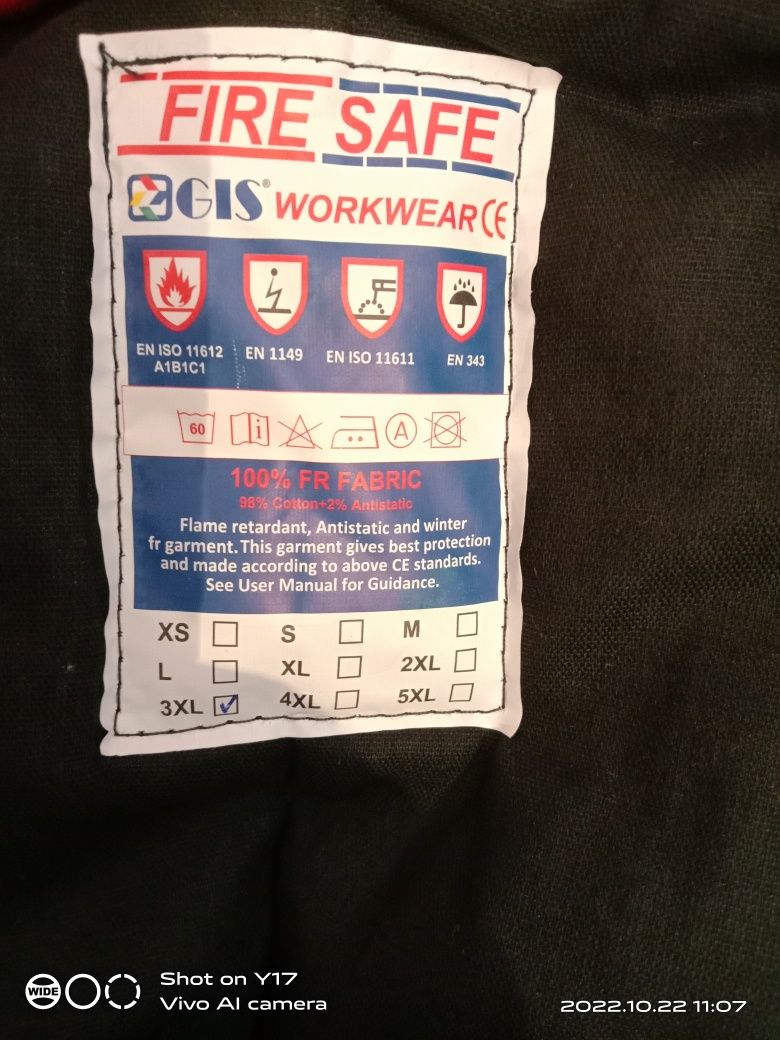 FIRE SAFE
GIS® WORKWEAR CE
EN ISO 11612
A1B1C1
EN 1149
EN ISO 11611
EN 343
60
i
A
100% FR FABRIC
98% Cotton+2% Antistatic
Flame retardant, Antistatic and winter
fr garment. This garment gives best protection
and made according to above CE standards.
See User Manual for Guidance.
XS S M
L XL 2XL
3XL 4XL 5XL
WIDE
Shot on Y17
Vivo AI camera
2022.10.22 11:07